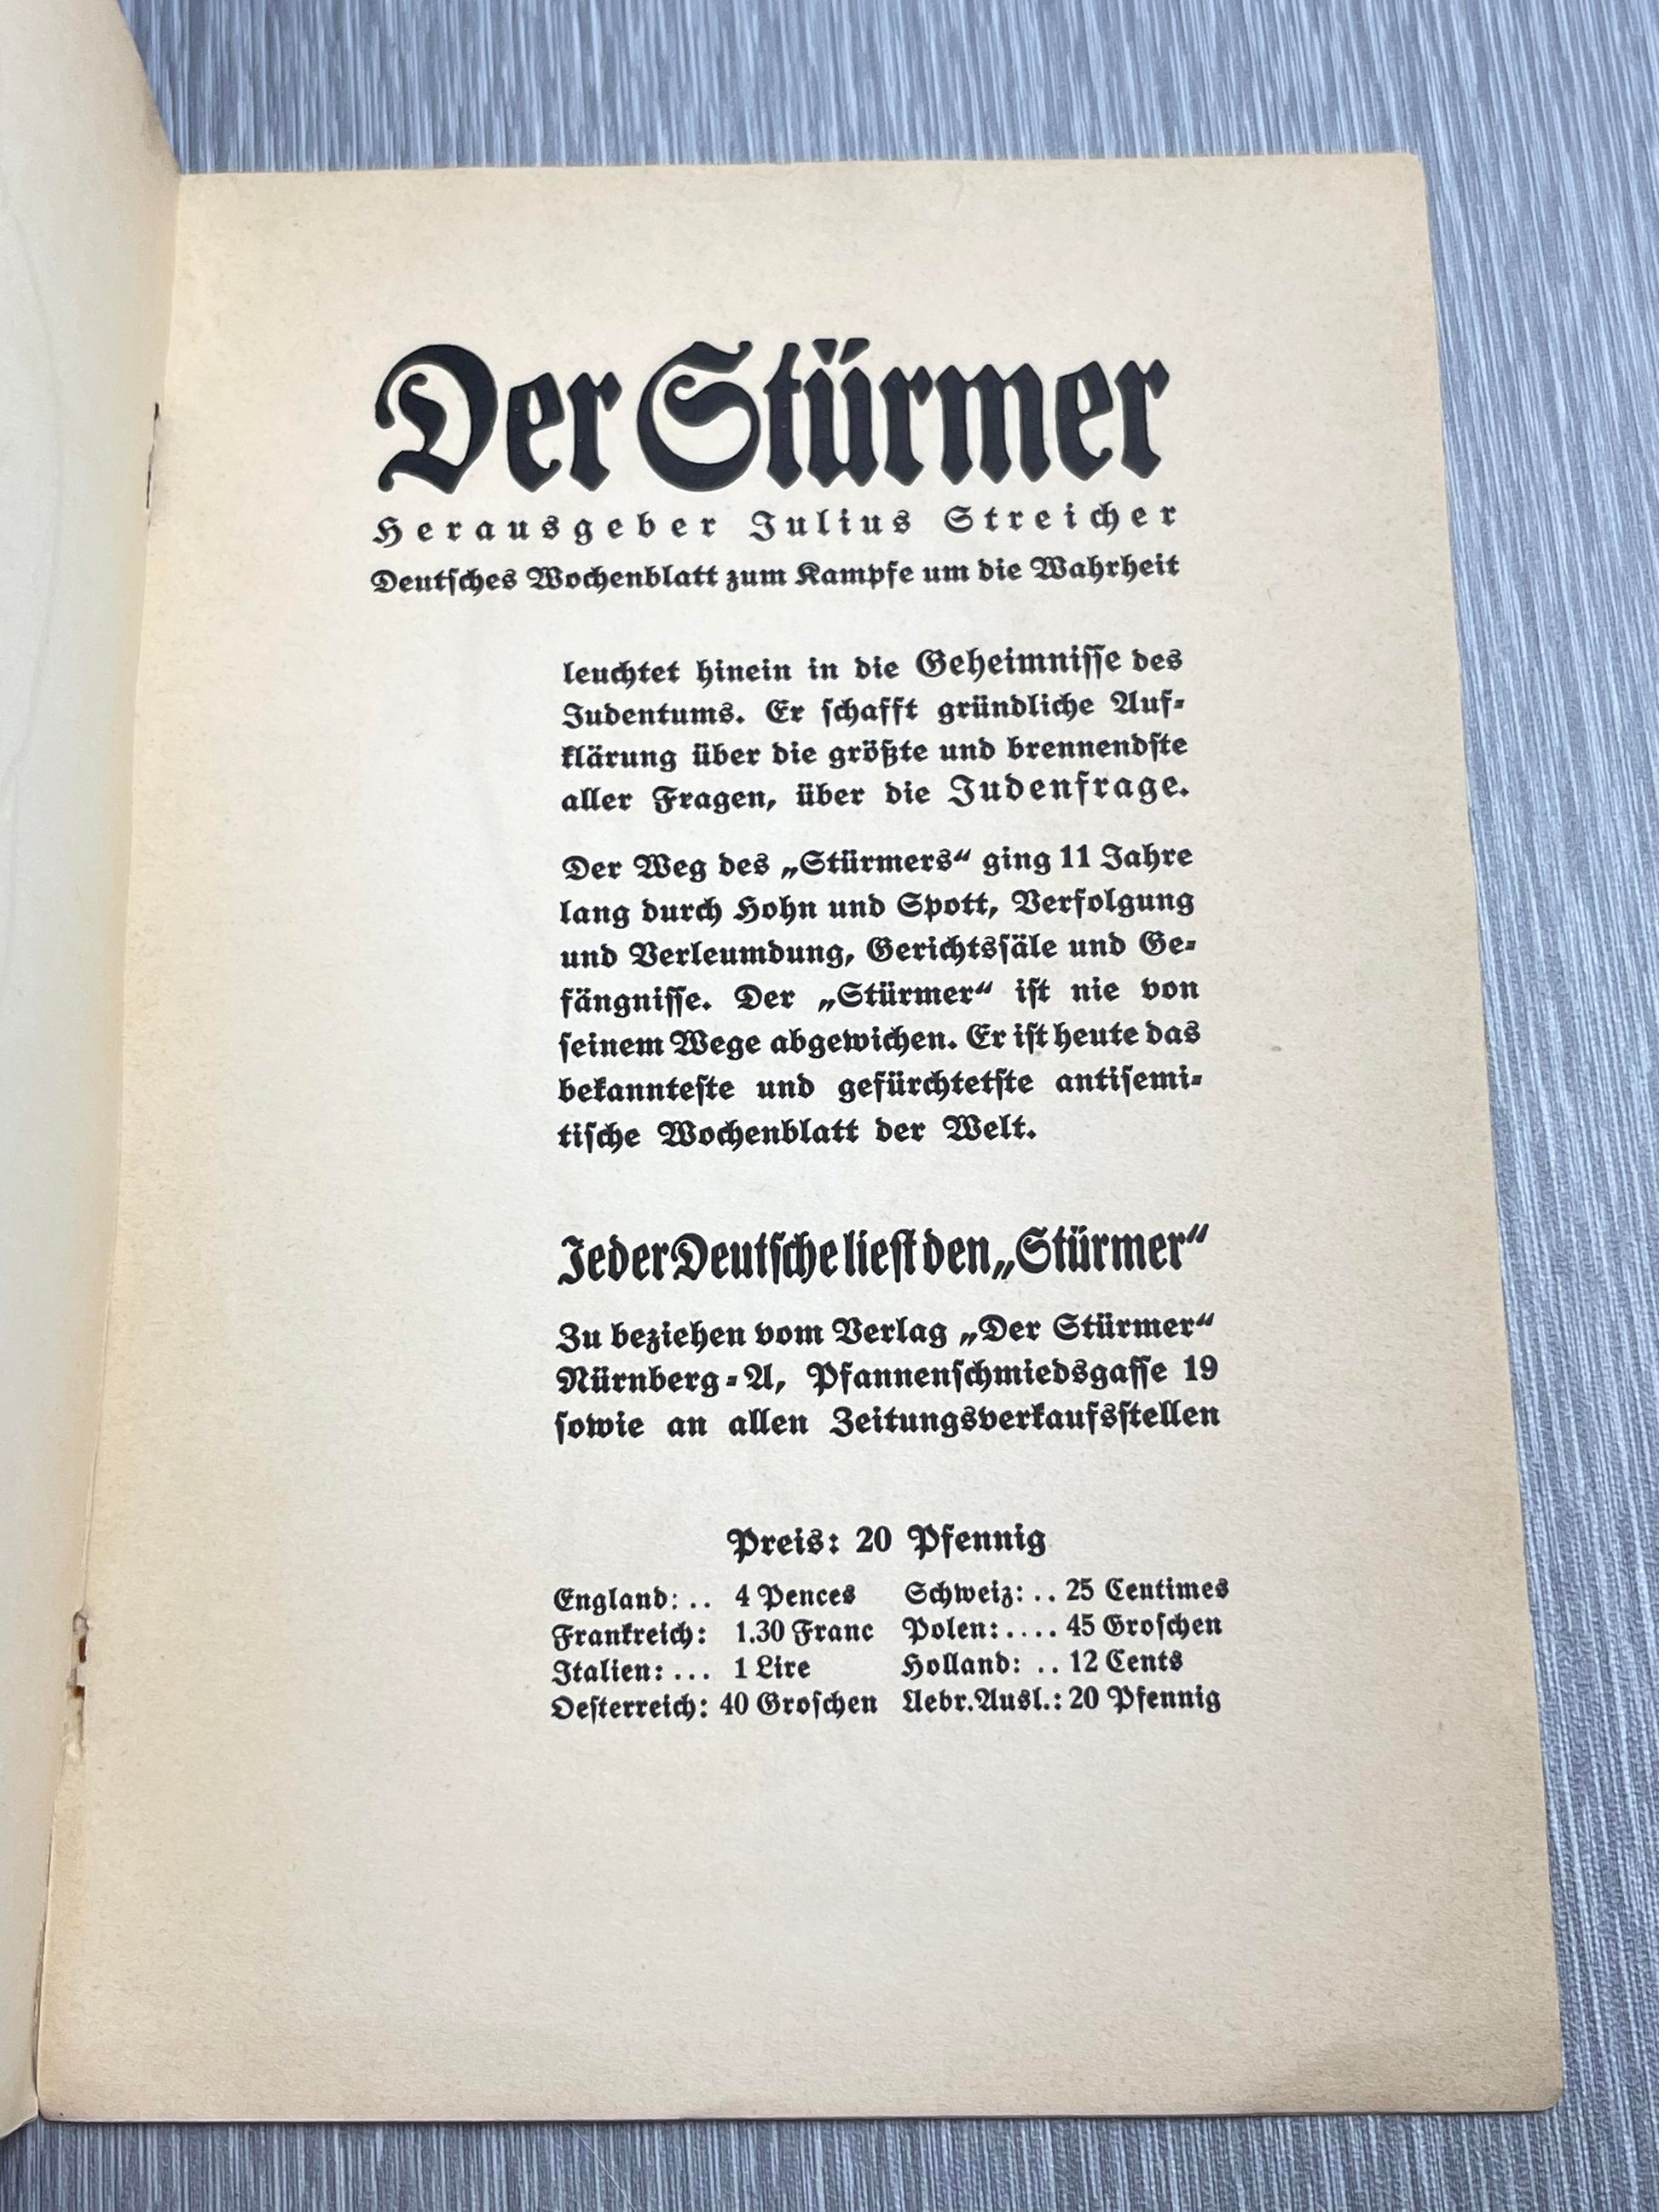 Der Stürmer
Herausgeber Julius Streicher
Deutsches Wochenblatt zum Kampfe um die Wahrheit
leuchtet hinein in die Geheimnisse des
Judentums. Er schafft gründliche Auf-
klärung über die größte und brennendste
aller Fragen, über die Judenfrage.
Der Weg des „Stürmers“ ging 11 Jahre
lang durch Hohn und Spott, Verfolgung
und Verleumdung, Gerichtssäle und Ge-
fängnisse. Der „Stürmer“ ist nie von
seinem Wege abgewichen. Er ist heute das
bekannteste und gefürchtetste antisemi-
tische Wochenblatt der Welt.
Jeder Deutsche liest den „Stürmer“
Zu beziehen vom Verlag „Der Stürmer“
Nürnberg-A, Pfannenschmiedsgasse 19
sowie an allen Zeitungsverkaufsstellen
Preis: 20 Pfennig
England: .. 4 Pences Schweiz: .. 25 Centimes
Frankreich: 1.30 Franc Polen: .... 45 Groschen
Italien: ... 1 Lire Holland: .. 12 Cents
Oesterreich: 40 Groschen Uebr. Ausl.: 20 Pfennig